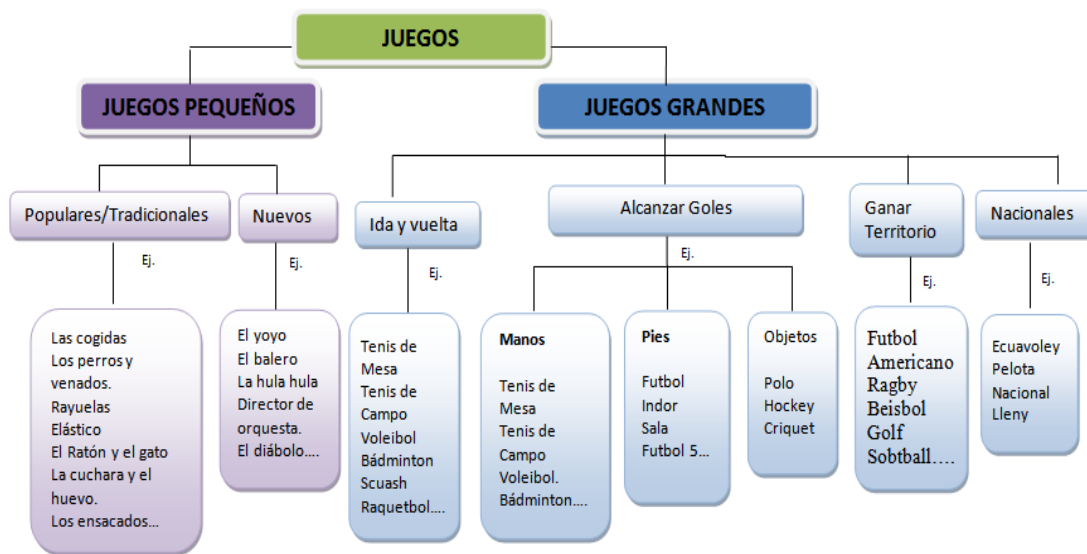 JUEGOS
JUEGOS PEQUEÑOS
JUEGOS GRANDES
Populares/Tradicionales
Nuevos
Ida y vuelta
Alcanzar Goles
Ganar
Territorio
Nacionales
Ej.
Ej.
Ej.
Ej.
Ej.
Ej.
Las cogidas
Los perros y
venados.
Rayuelas
Elástico
El Ratón y el gato
La cuchara y el
huevo.
Los ensacados…
El yoyo
El balero
La hula hula
Director de
orquesta.
El diábolo….
Tenis de
Mesa
Tenis de
Campo
Voleibol
Bádminton
Scuash
Raquetbol….
Manos
Tenis de
Mesa
Tenis de
Campo
Voleibol.
Bádminton….
Pies
Futbol
Indor
Sala
Futbol 5…
Objetos
Polo
Hockey
Criquet
Futbol
Americano
Ragby
Beisbol
Golf
Sobtball….
Ecuavoley
Pelota
Nacional
Lleny